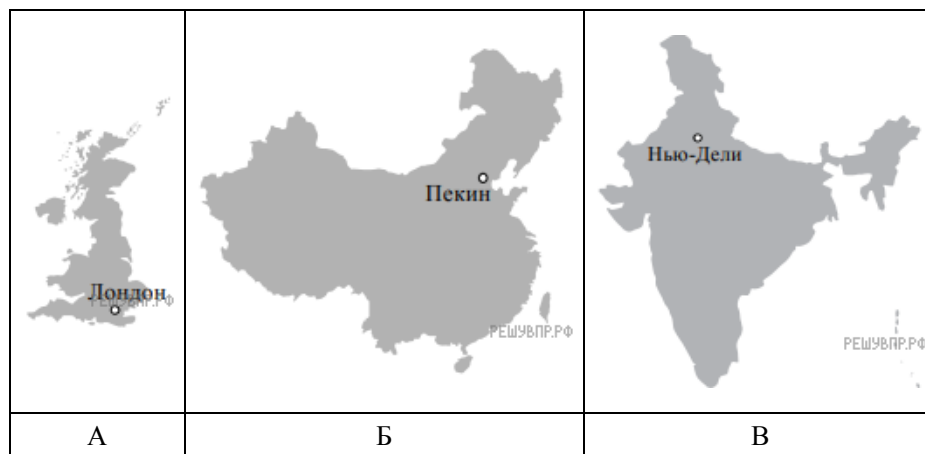 Лондон
РЕШУВПР.РФ
Пекин
РЕШУВПР.РФ
Нью-Дели
РЕШУВПР.РФ
А
Б
В